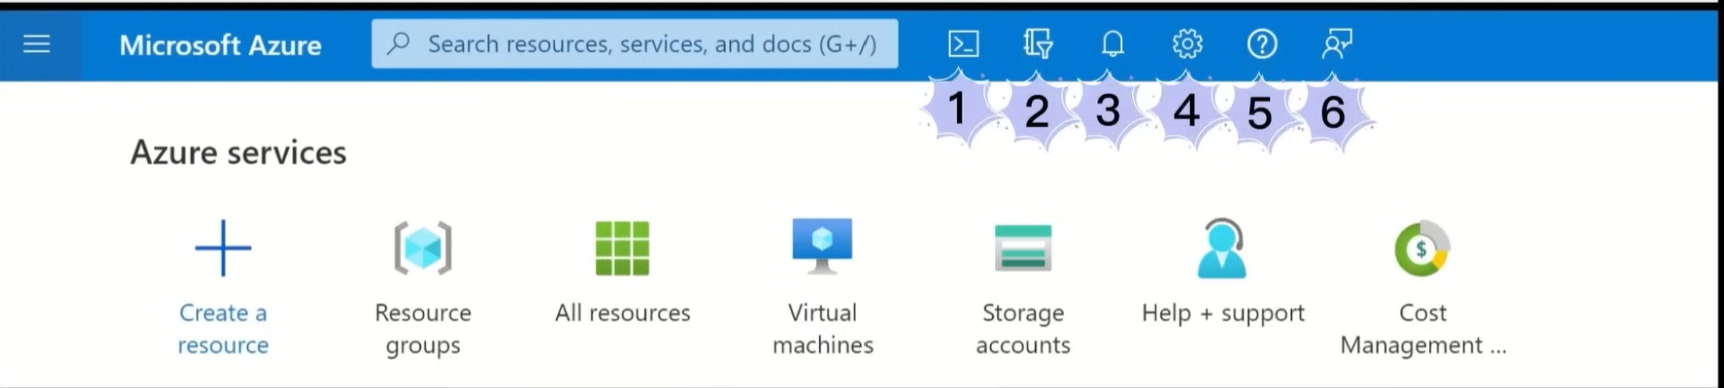 Microsoft Azure
Search resources, services, and docs (G+/)
1 2 3 4 5 6
Azure services
Create a
resource
Resource
groups
All resources
Virtual
machines
Storage
accounts
Help + support
Cost
Management ...